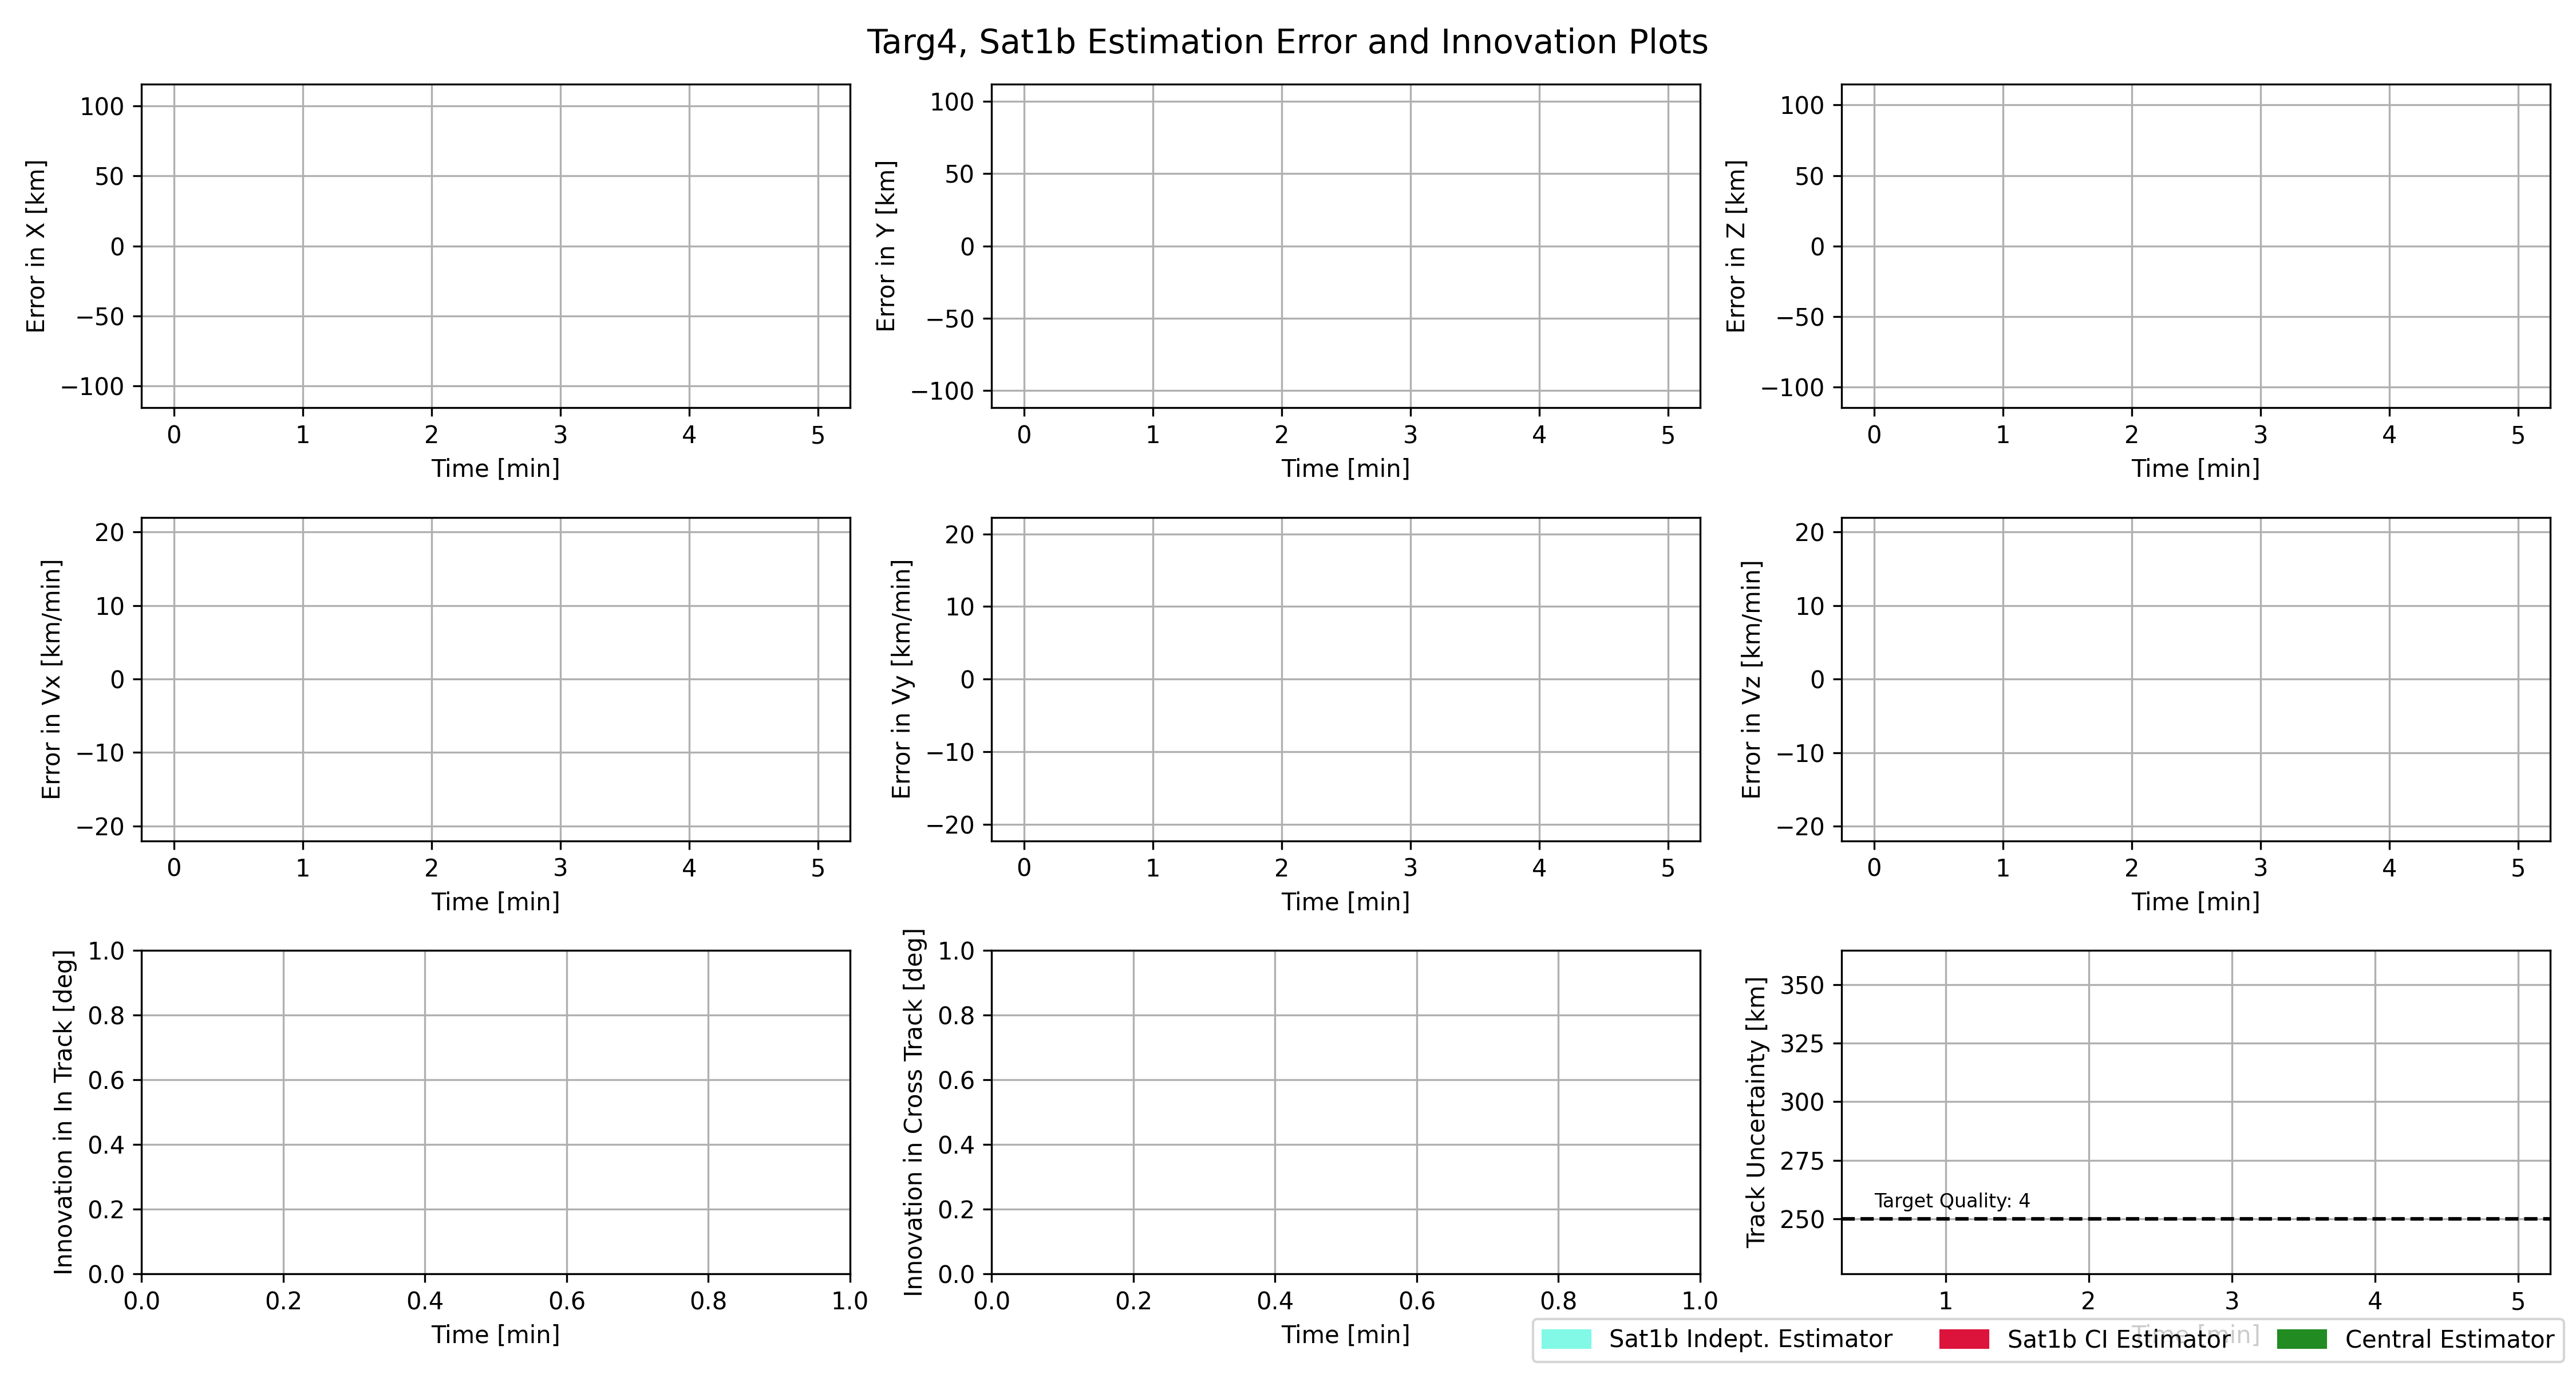 Targ4, Sat1b Estimation Error and Innovation Plots
Error in X [km]
100
50
0
−50
−100
0 1 2 3 4 5
Time [min]
Error in Y [km]
100
50
0
−50
−100
0 1 2 3 4 5
Time [min]
Error in Z [km]
100
50
0
−50
−100
0 1 2 3 4 5
Time [min]
Error in Vx [km/min]
20
10
0
−10
−20
0 1 2 3 4 5
Time [min]
Error in Vy [km/min]
20
10
0
−10
−20
0 1 2 3 4 5
Time [min]
Error in Vz [km/min]
20
10
0
−10
−20
0 1 2 3 4 5
Time [min]
Innovation in In Track [deg]
1.0
0.8
0.6
0.4
0.2
0.0
0.0 0.2 0.4 0.6 0.8 1.0
Time [min]
Innovation in Cross Track [deg]
1.0
0.8
0.6
0.4
0.2
0.0
0.0 0.2 0.4 0.6 0.8 1.0
Time [min]
Track Uncertainty [km]
350
325
300
275
250
Target Quality: 4
1 2 3 4 5
Time [min]
Sat1b Indept. Estimator Sat1b CI Estimator Central Estimator